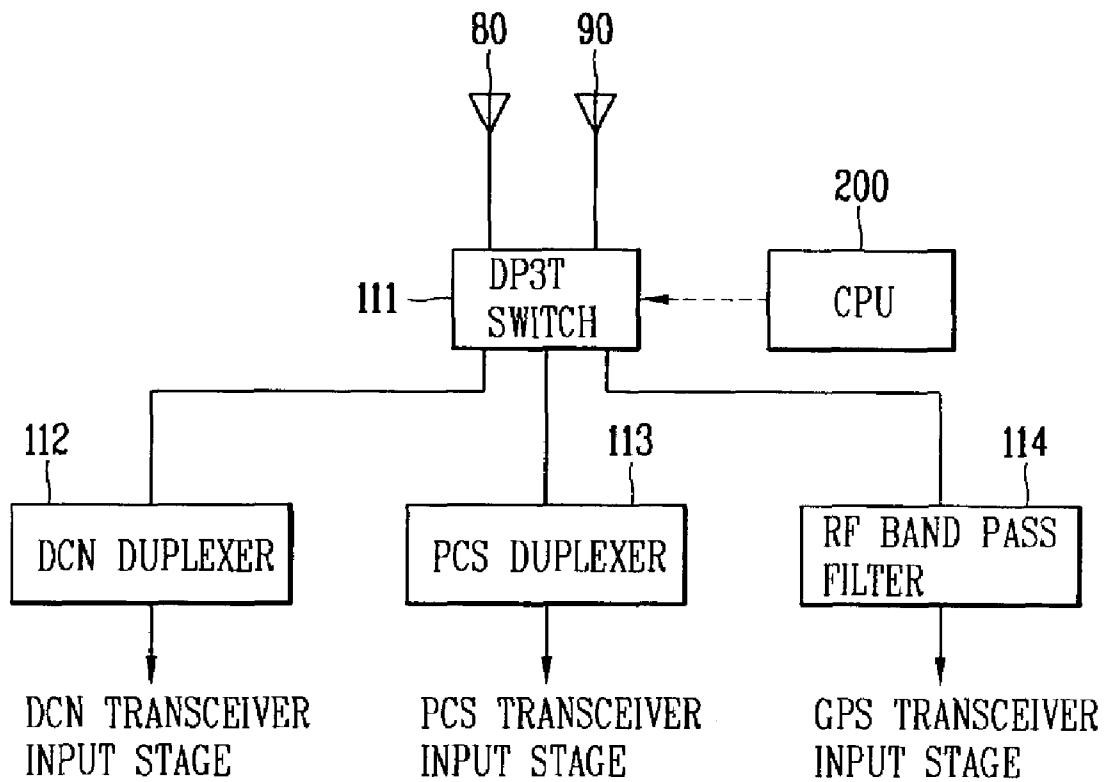 80
90
200
DP3T
SWITCH
111
CPU
112
113
114
DCN DUPLEXER
PCS DUPLEXER
RF BAND PASS
FILTER
DCN TRANSCEIVER
INPUT STAGE
PCS TRANSCEIVER
INPUT STAGE
GPS TRANSCEIVER
INPUT STAGE